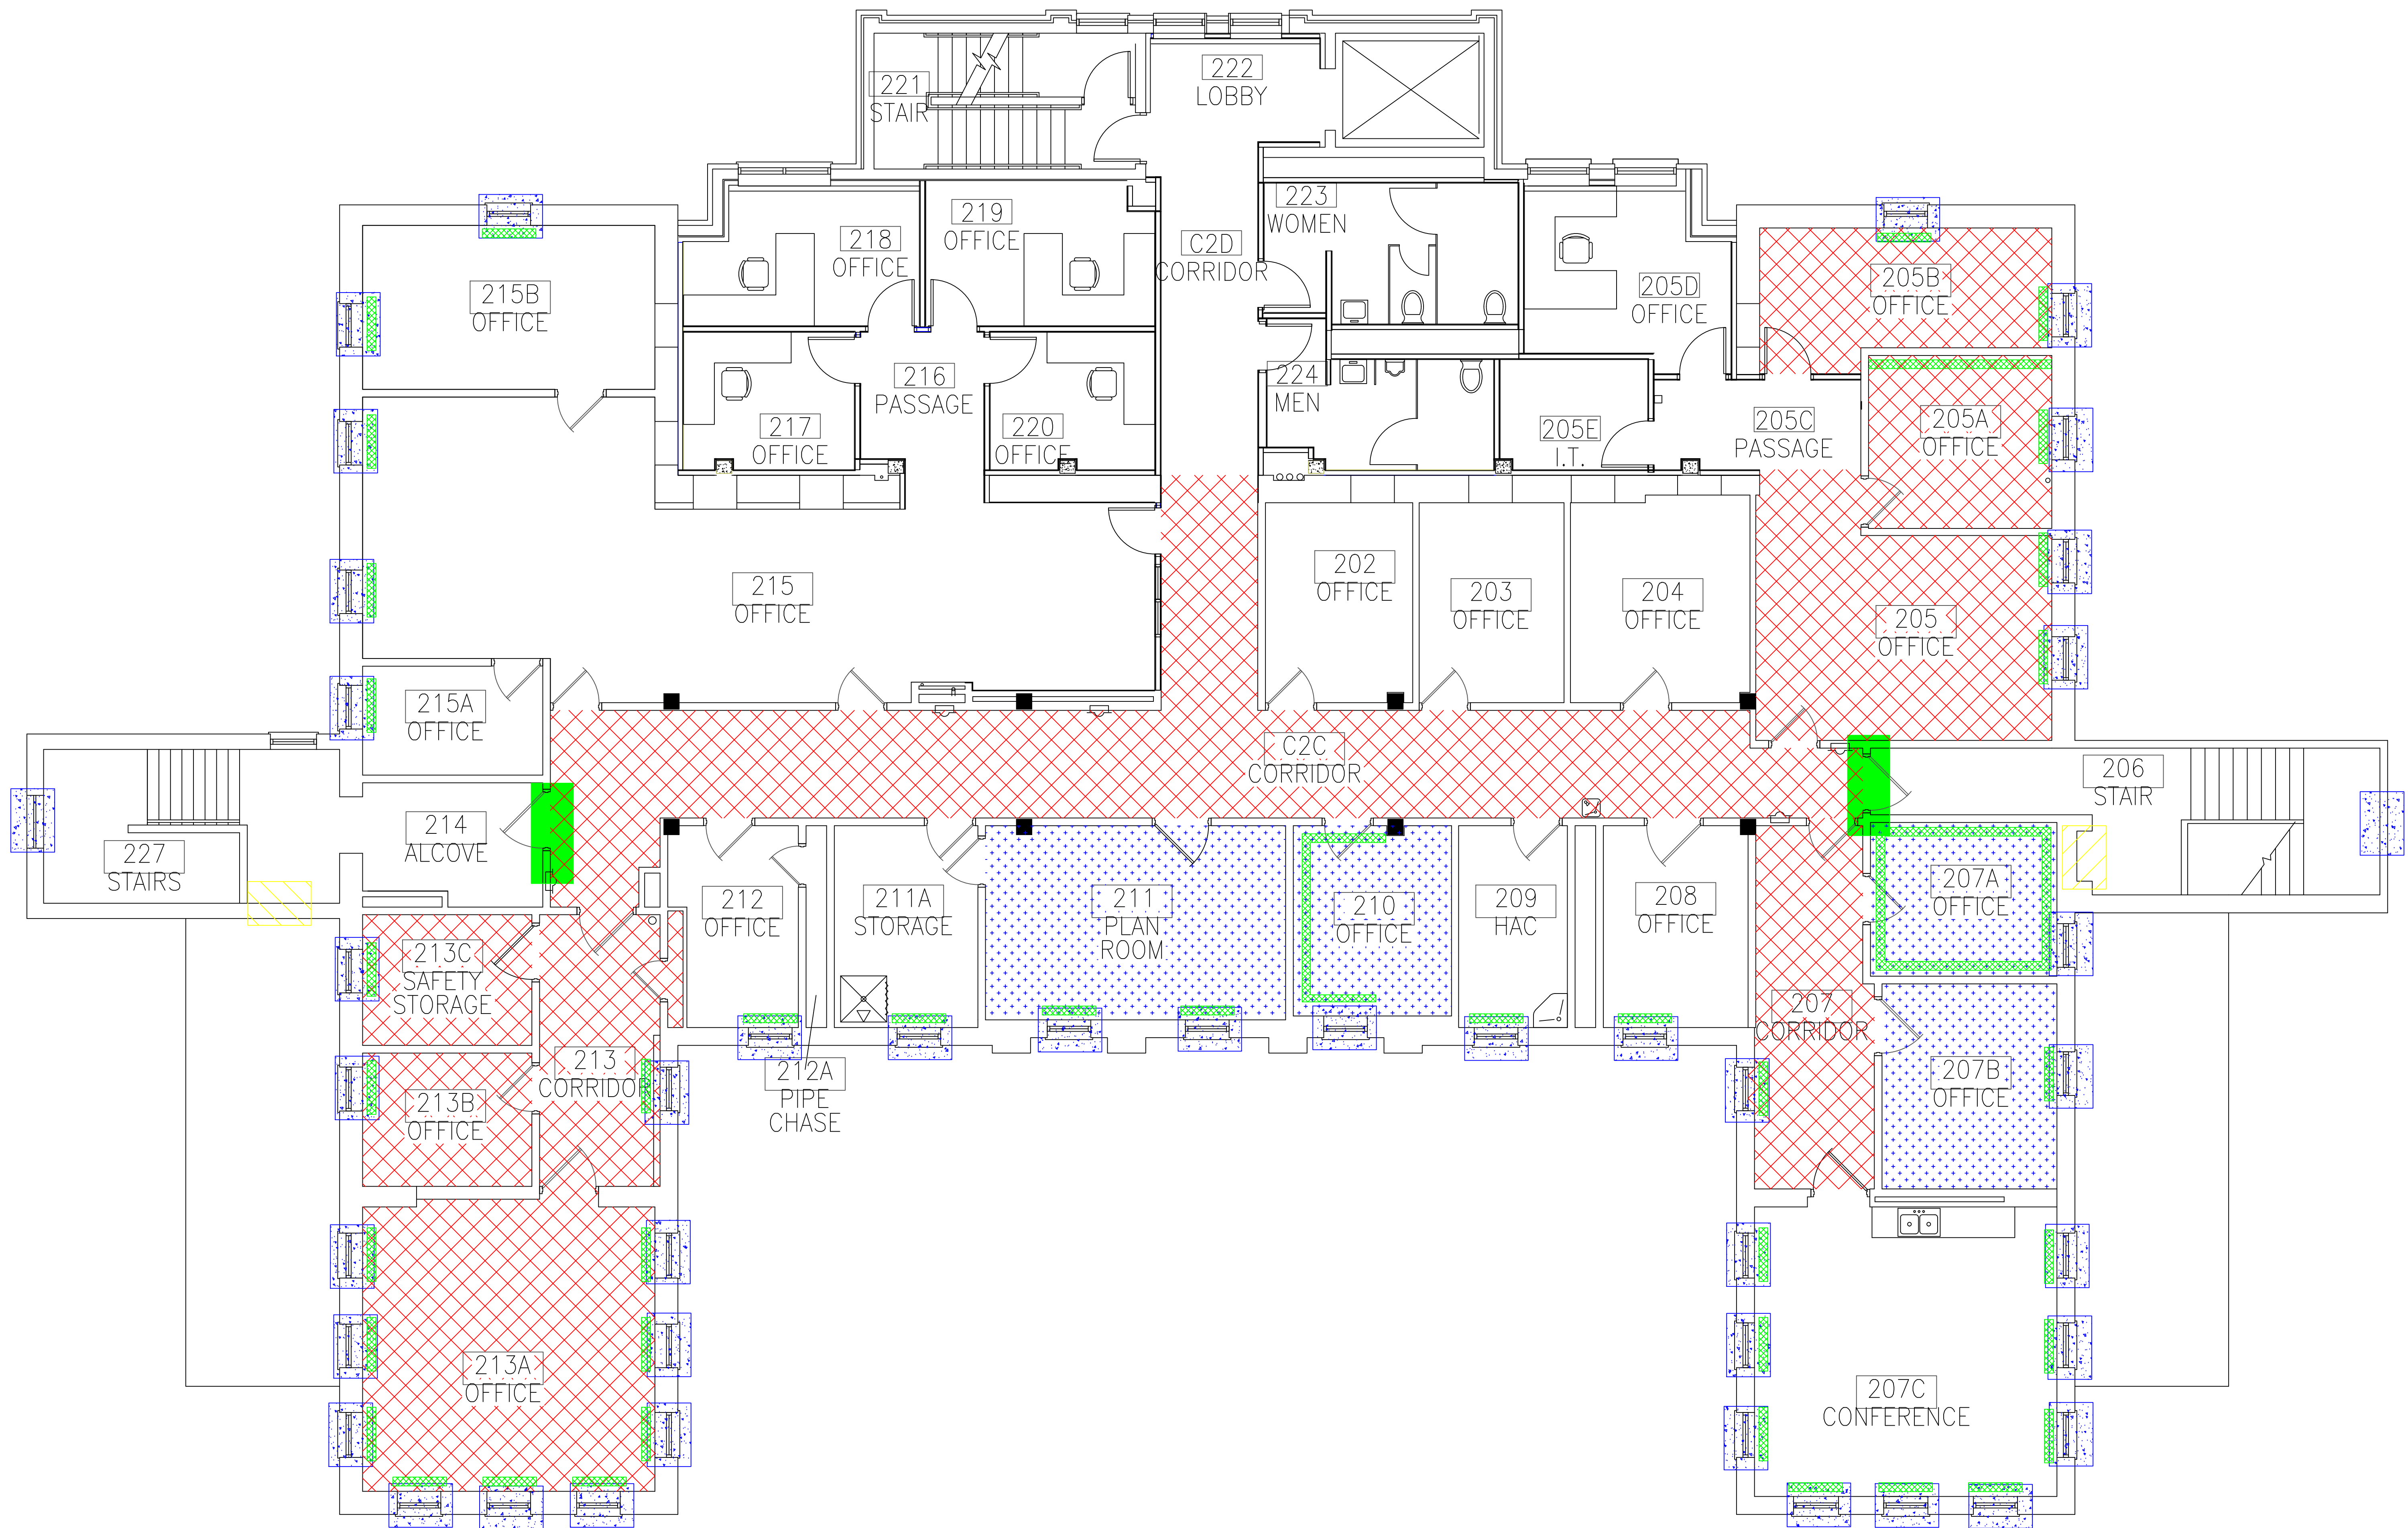 222
LOBBY
221
STAIR
223
WOMEN
219
OFFICE
218
OFFICE
C2D
CORRIDOR
205D
OFFICE
205B
OFFICE
215B
OFFICE
216
PASSAGE
224
MEN
217
OFFICE
220
OFFICE
205E
I.T.
205C
PASSAGE
205A
OFFICE
215
OFFICE
202
OFFICE
203
OFFICE
204
OFFICE
205
OFFICE
215A
OFFICE
C2C
CORRIDOR
206
STAIR
214
ALCOVE
227
STAIRS
212
OFFICE
211A
STORAGE
211
PLAN
ROOM
210
OFFICE
209
HAC
208
OFFICE
207A
OFFICE
213C
SAFETY
STORAGE
207
CORRIDOR
213
CORRIDOR
212A
PIPE
CHASE
207B
OFFICE
213B
OFFICE
213A
OFFICE
207C
CONFERENCE